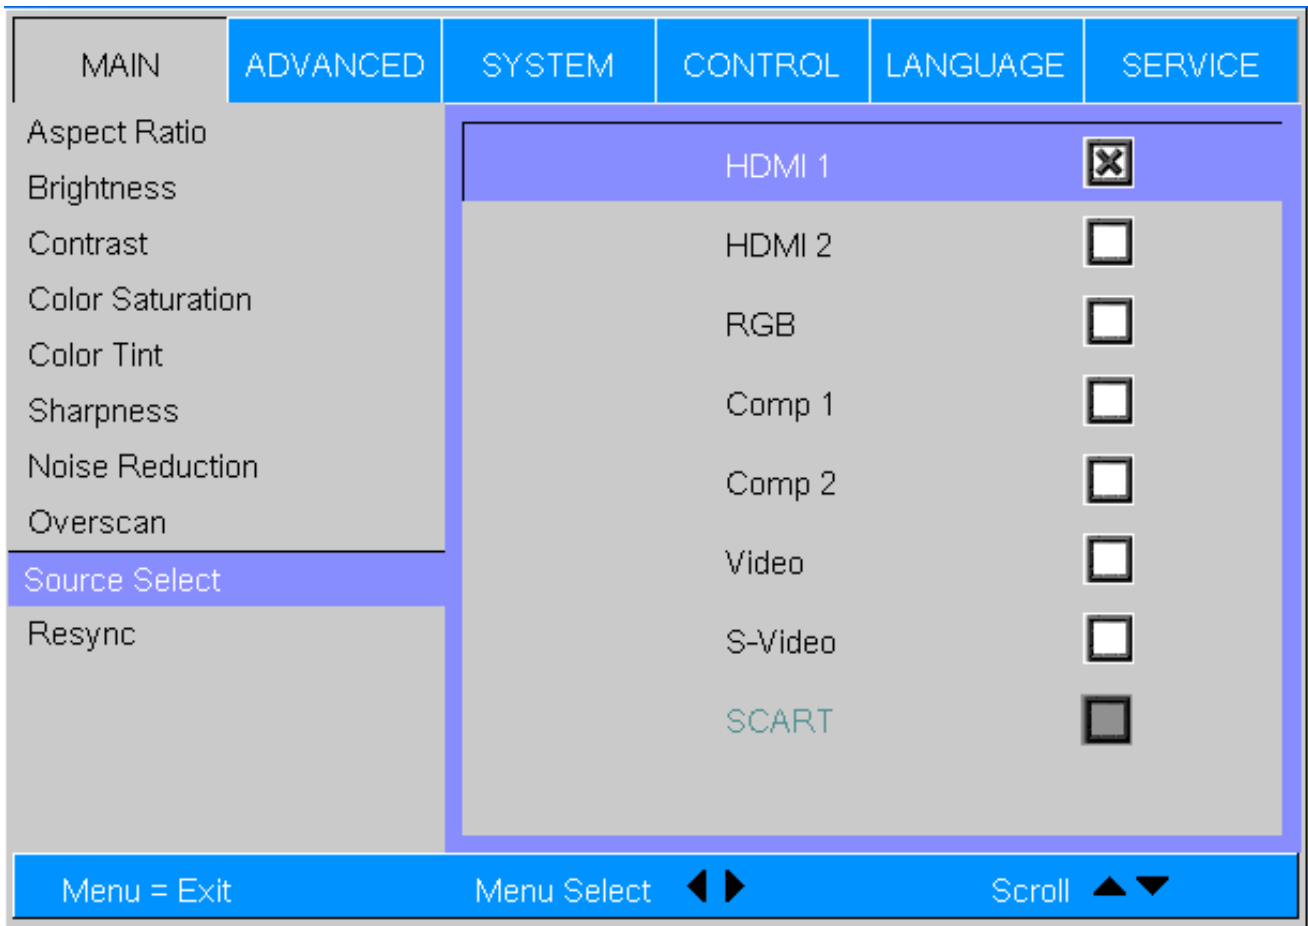 MAIN ADVANCED SYSTEM CONTROL LANGUAGE SERVICE
Aspect Ratio
Brightness
Contrast
Color Saturation
Color Tint
Sharpness
Noise Reduction
Overscan
Source Select
Resync
HDMI 1
HDMI 2
RGB
Comp 1
Comp 2
Video
S-Video
SCART
Menu = Exit Menu Select Scroll